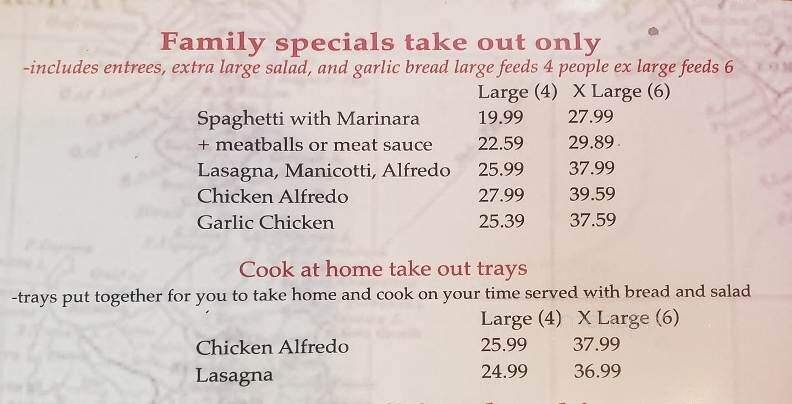 Family specials take out only
-includes entrees, extra large salad, and garlic bread large feeds 4 people ex large feeds 6
Large (4) X Large (6)
Spaghetti with Marinara 19.99 27.99
+ meatballs or meat sauce 22.59 29.89
Lasagna, Manicotti, Alfredo 25.99 37.99
Chicken Alfredo 27.99 39.59
Garlic Chicken 25.39 37.59
Cook at home take out trays
-trays put together for you to take home and cook on your time served with bread and salad
Large (4) X Large (6)
Chicken Alfredo 25.99 37.99
Lasagna 24.99 36.99